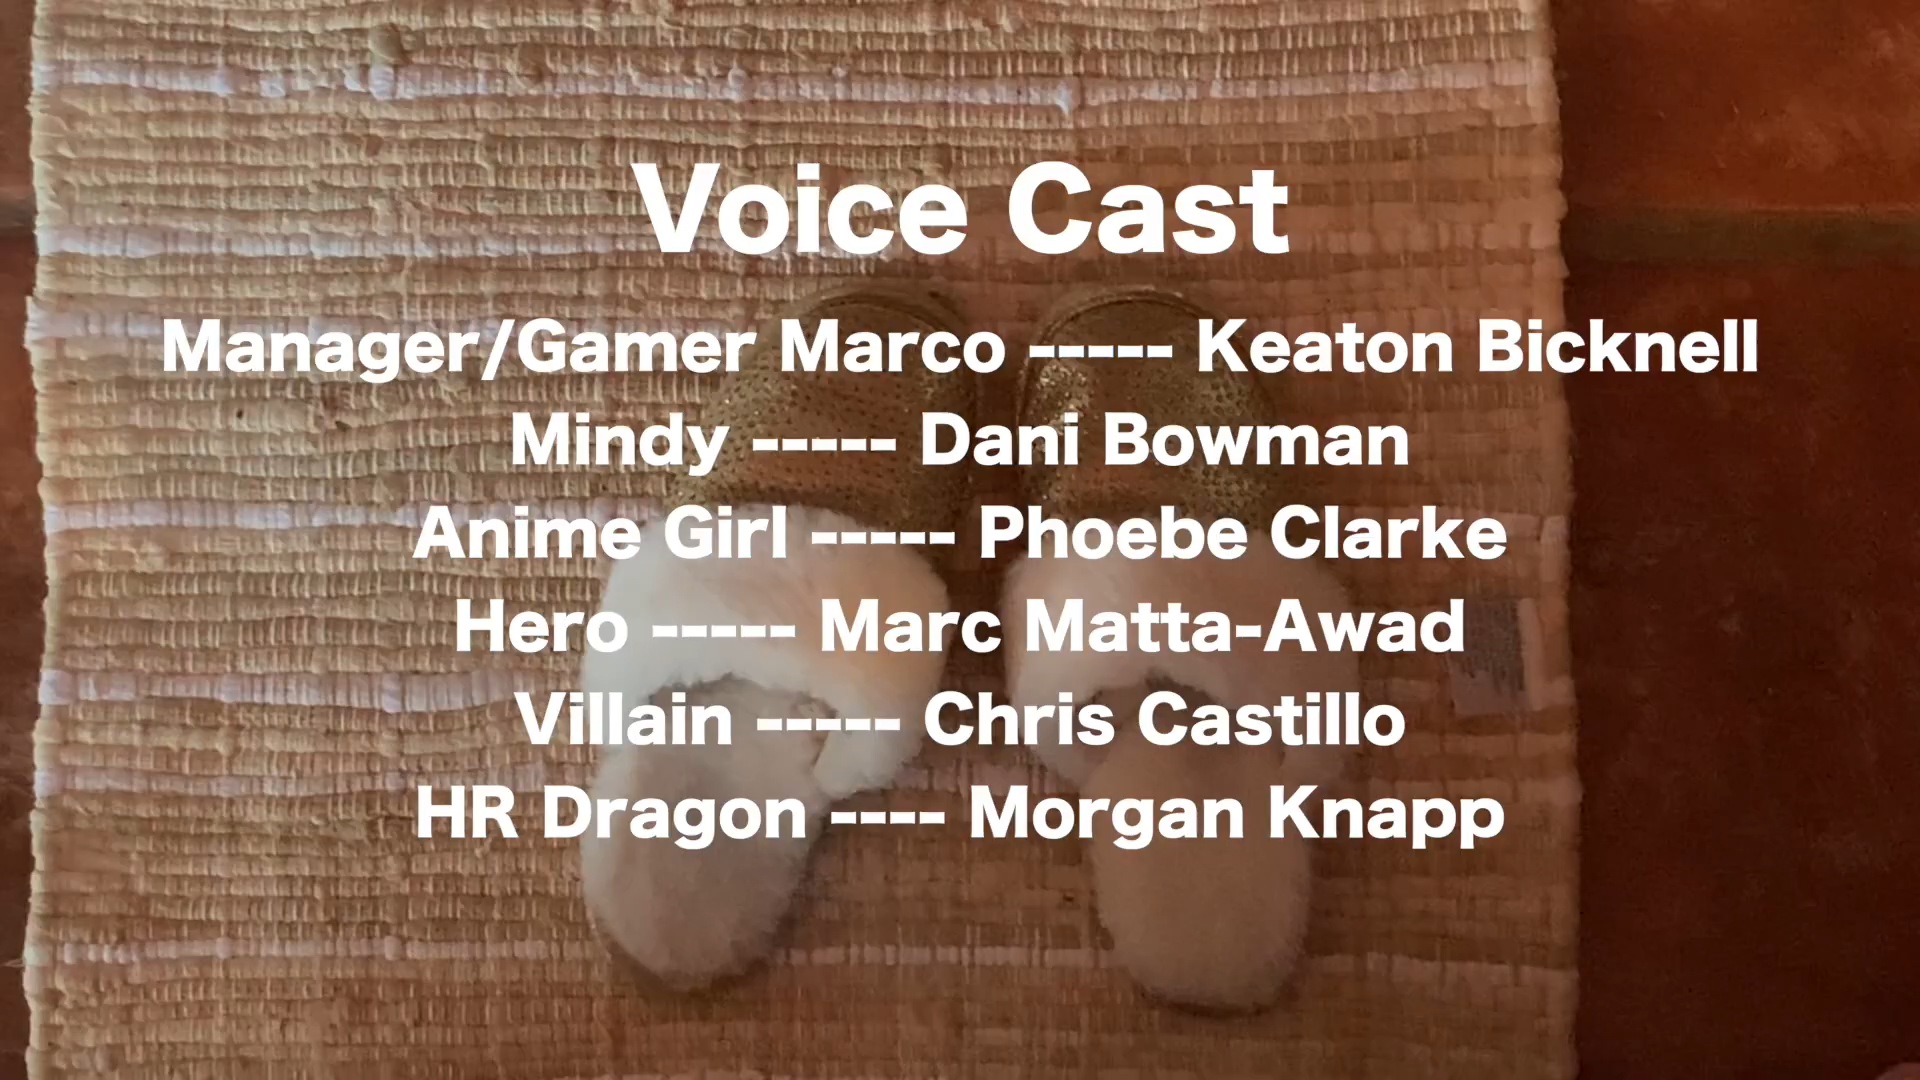 Voice Cast
Manager/Gamer Marco ----- Keaton Bicknell
Mindy ----- Dani Bowman
Anime Girl ----- Phoebe Clarke
Hero ----- Marc Matta-Awad
Villain ----- Chris Castillo
HR Dragon ---- Morgan Knapp